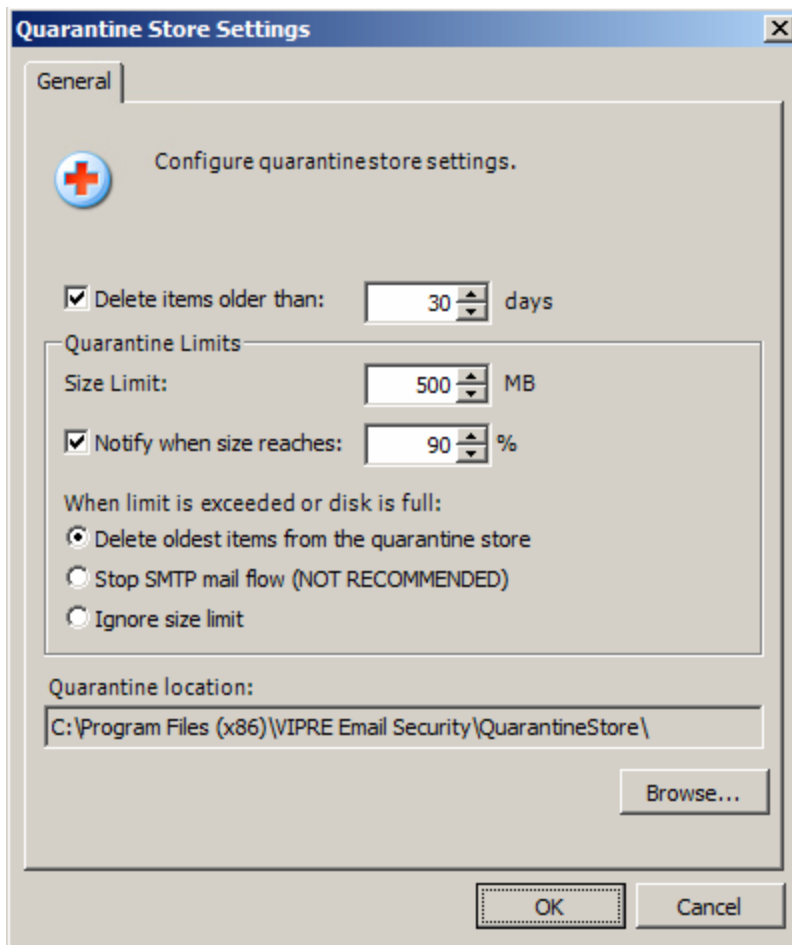 Quarantine Store Settings
General
Configure quarantinestore settings.
Delete items older than: 30 days
Quarantine Limits
Size Limit: 500 MB
Notify when size reaches: 90 %
When limit is exceeded or disk is full:
Delete oldest items from the quarantine store
Stop SMTP mail flow (NOT RECOMMENDED)
Ignore size limit
Quarantine location:
C:\Program Files (x86)\VIPRE Email Security\QuarantineStore\
Browse...
OK Cancel